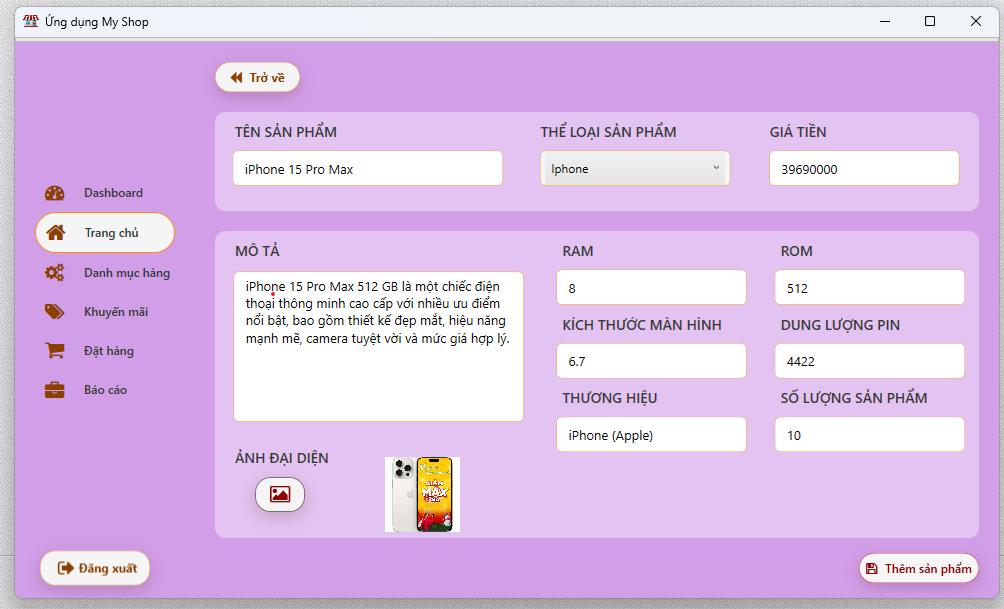 Ứng dụng My Shop
Trở về
TÊN SẢN PHẨM
THỂ LOẠI SẢN PHẨM
GIÁ TIỀN
iPhone 15 Pro Max
Iphone
39690000
Dashboard
Trang chủ
Danh mục hàng
Khuyến mãi
Đặt hàng
Báo cáo
MÔ TẢ
iPhone 15 Pro Max 512 GB là một chiếc điện
thoại thông minh cao cấp với nhiều ưu điểm
nổi bật, bao gồm thiết kế đẹp mắt, hiệu năng
mạnh mẽ, camera tuyệt vời và mức giá hợp lý.
RAM
ROM
8
512
KÍCH THƯỚC MÀN HÌNH
DUNG LƯỢNG PIN
6.7
4422
THƯƠNG HIỆU
SỐ LƯỢNG SẢN PHẨM
iPhone (Apple)
10
ẢNH ĐẠI DIỆN
GIẢM
MAX
Đăng xuất
Thêm sản phẩm